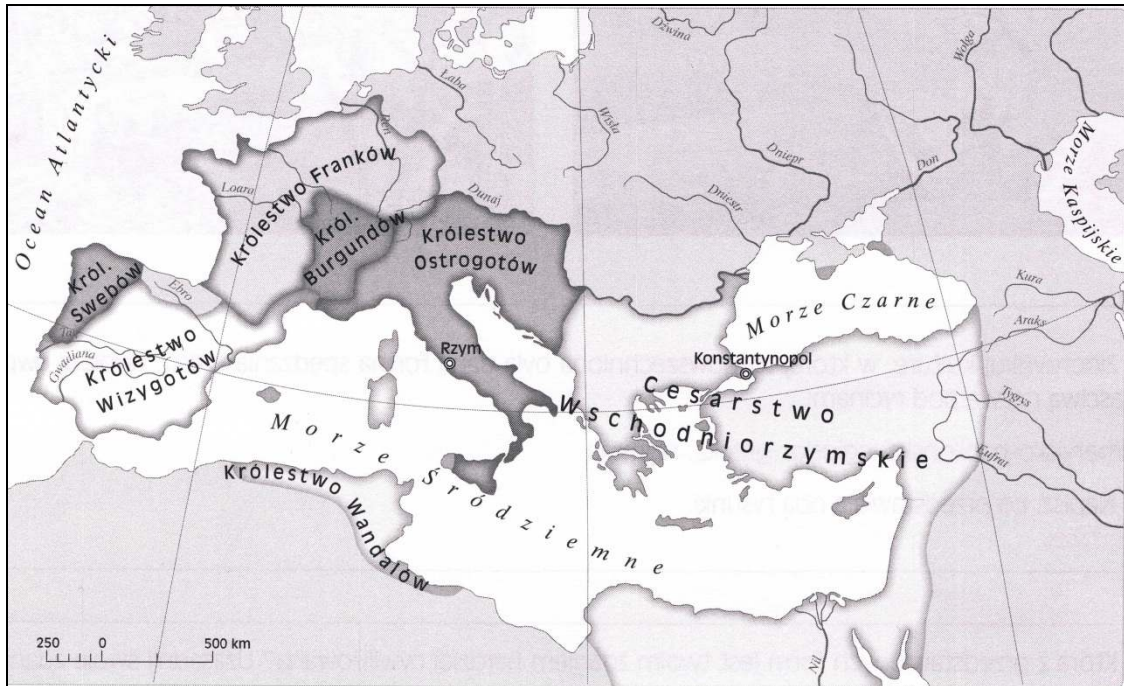 Ocean Atlantycki
Dźwina
Wołga
Łaba
Wisła
Ren
Dniepr
Don
Morze Kaspijskie
Loara
Królestwo Franków
Dunaj
Dniestr
Król.
Burgundów
Królestwo
Ostrogotów
Król.
Swebów
Ebro
Kura
Araks
Morze Czarne
Gwadiana
Królestwo
Wizygotów
Rzym
Konstantynopol
Cesarstwo
Wschodniorzymskie
Tygrys
Eufrat
Morze Śródziemne
Królestwo Wandalów
Nil
250 0 500 km